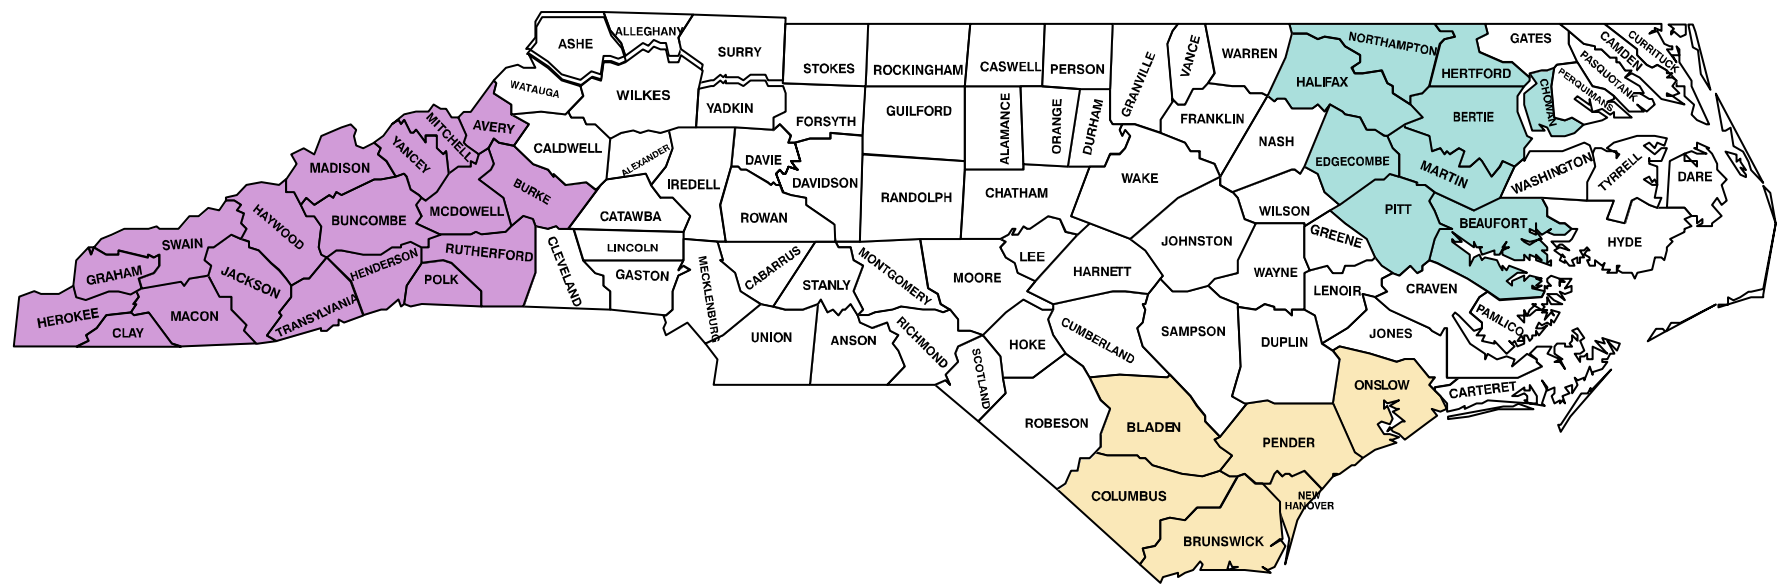 ASHE
ALLEGHANY
SURRY
STOKES
ROCKINGHAM
CASWELL
PERSON
GRANVILLE
VANCE
WARREN
NORTHAMPTON
HALIFAX
HERTFORD
GATES
CAMDEN
CURRITUCK
PASQUOTANK
PERQUIMANS
CHOWAN
BERTIE
WATAUGA
WILKES
YADKIN
FORSYTH
GUILFORD
ALAMANCE
ORANGE
DURHAM
FRANKLIN
NASH
EDGECOMBE
MARTIN
WASHINGTON
TYRRELL
DARE
AVERY
MITCHELL
YANCEY
MADISON
CALDWELL
ALEXANDER
IREDELL
DAVIE
DAVIDSON
RANDOLPH
CHATHAM
WAKE
WILSON
PITT
BEAUFORT
HYDE
BURKE
MCDOWELL
BUNCOMBE
HAYWOOD
SWAIN
GRAHAM
JACKSON
HEROKEE
CLAY
MACON
TRANSYLVANIA
HENDERSON
POLK
RUTHERFORD
CLEVELAND
CATAWBA
LINCOLN
GASTON
ROWAN
MECKLENBURG
CABARRUS
STANLY
MONTGOMERY
MOORE
LEE
HARNETT
JOHNSTON
WAYNE
GREENE
LENOIR
CRAVEN
PAMLICO
JONES
UNION
ANSON
RICHMOND
SCOTLAND
HOKE
CUMBERLAND
SAMPSON
DUPLIN
ONSLOW
CARTERET
ROBESON
BLADEN
PENDER
COLUMBUS
NEW
HANOVER
BRUNSWICK